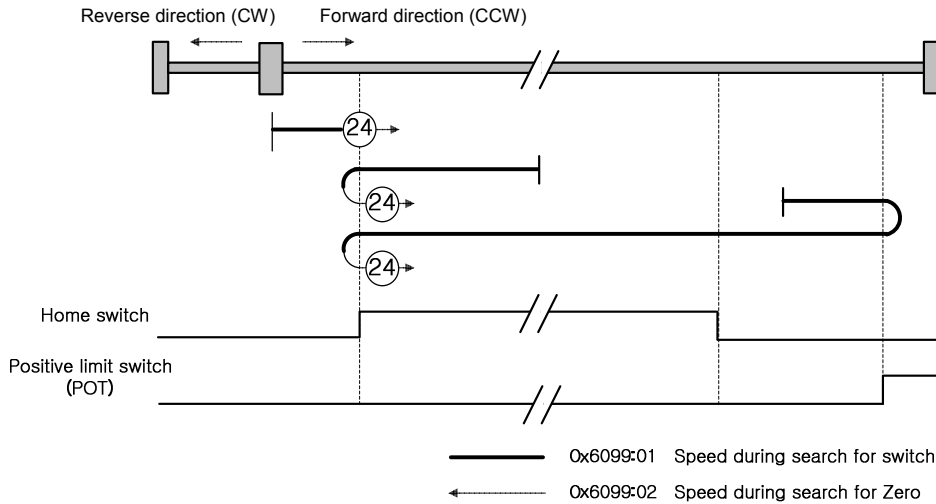 Reverse direction (CW) Forward direction (CCW)
24
24
24
Home switch
Positive limit switch
(POT)
0x6099:01 Speed during search for switch
0x6099:02 Speed during search for Zero